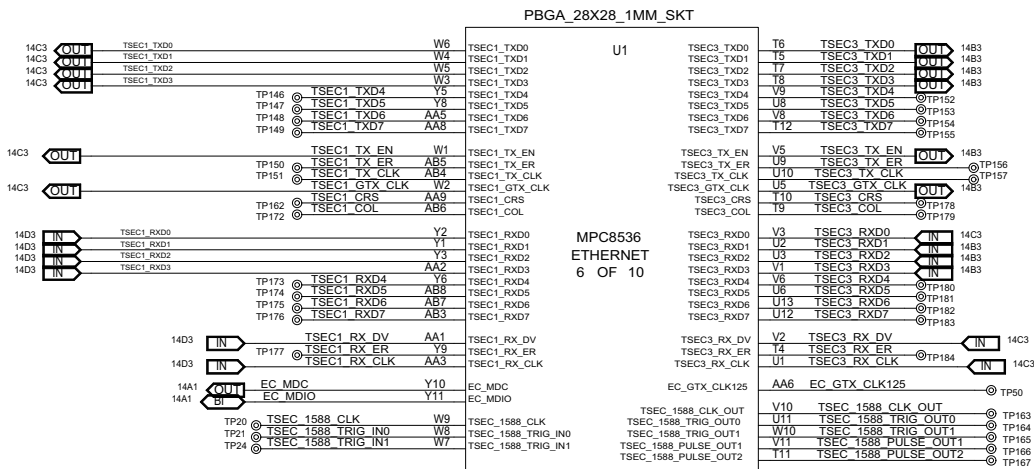 PBGA_28X28_1MM_SKT
U1
MPC8536
ETHERNET
6 OF 10
14C3 OUT TSEC1_TXD0 W6 TSEC1_TXD0 TSEC3_TXD0 T6 TSEC3_TXD0 OUT 14B3
14C3 OUT TSEC1_TXD1 W4 TSEC1_TXD1 TSEC3_TXD1 T5 TSEC3_TXD1 OUT 14B3
14C3 OUT TSEC1_TXD2 W5 TSEC1_TXD2 TSEC3_TXD2 T7 TSEC3_TXD2 OUT 14B3
14C3 OUT TSEC1_TXD3 W3 TSEC1_TXD3 TSEC3_TXD3 T8 TSEC3_TXD3 OUT 14B3
TP146 TSEC1_TXD4 Y5 TSEC1_TXD4 TSEC3_TXD4 V9 TSEC3_TXD4 TP152
TP147 TSEC1_TXD5 Y8 TSEC1_TXD5 TSEC3_TXD5 U8 TSEC3_TXD5 TP153
TP148 TSEC1_TXD6 AA5 TSEC1_TXD6 TSEC3_TXD6 V8 TSEC3_TXD6 TP154
TP149 TSEC1_TXD7 AA8 TSEC1_TXD7 TSEC3_TXD7 T12 TSEC3_TXD7 TP155
14C3 OUT TSEC1_TX_EN W1 TSEC1_TX_EN TSEC3_TX_EN V5 TSEC3_TX_EN OUT 14B3
TP150 TSEC1_TX_ER AB5 TSEC1_TX_ER TSEC3_TX_ER U9 TSEC3_TX_ER TP156
TP151 TSEC1_TX_CLK AB4 TSEC1_TX_CLK TSEC3_TX_CLK U10 TSEC3_TX_CLK TP157
14C3 OUT TSEC1_GTX_CLK W2 TSEC1_GTX_CLK TSEC3_GTX_CLK U5 TSEC3_GTX_CLK OUT 14B3
TP162 TSEC1_CRS AA9 TSEC1_CRS TSEC3_CRS T10 TSEC3_CRS TP178
TP172 TSEC1_COL AB6 TSEC1_COL TSEC3_COL T9 TSEC3_COL TP179
14D3 IN TSEC1_RXD0 Y2 TSEC1_RXD0 TSEC3_RXD0 V3 TSEC3_RXD0 IN 14C3
14D3 IN TSEC1_RXD1 Y1 TSEC1_RXD1 TSEC3_RXD1 U2 TSEC3_RXD1 IN 14B3
14D3 IN TSEC1_RXD2 Y3 TSEC1_RXD2 TSEC3_RXD2 U3 TSEC3_RXD2 IN 14B3
14D3 IN TSEC1_RXD3 AA2 TSEC1_RXD3 TSEC3_RXD3 V1 TSEC3_RXD3 IN 14B3
TP173 TSEC1_RXD4 Y6 TSEC1_RXD4 TSEC3_RXD4 V6 TSEC3_RXD4 TP180
TP174 TSEC1_RXD5 AB8 TSEC1_RXD5 TSEC3_RXD5 U6 TSEC3_RXD5 TP181
TP175 TSEC1_RXD6 AB7 TSEC1_RXD6 TSEC3_RXD6 U13 TSEC3_RXD6 TP182
TP176 TSEC1_RXD7 AB3 TSEC1_RXD7 TSEC3_RXD7 U12 TSEC3_RXD7 TP183
14D3 IN TSEC1_RX_DV AA1 TSEC1_RX_DV TSEC3_RX_DV V2 TSEC3_RX_DV IN 14C3
TP177 TSEC1_RX_ER Y9 TSEC1_RX_ER TSEC3_RX_ER T4 TSEC3_RX_ER TP184
14D3 IN TSEC1_RX_CLK AA3 TSEC1_RX_CLK TSEC3_RX_CLK U1 TSEC3_RX_CLK IN 14C3
14A1 OUT EC_MDC Y10 EC_MDC EC_GTX_CLK125 AA6 EC_GTX_CLK125 TP50
14A1 BI EC_MDIO Y11 EC_MDIO
TSEC_1588_CLK_OUT V10 TSEC_1588_CLK_OUT TP163
TP20 TSEC_1588_CLK W9 TSEC_1588_CLK TSEC_1588_TRIG_OUT0 U11 TSEC_1588_TRIG_OUT0 TP164
TP21 TSEC_1588_TRIG_IN0 W8 TSEC_1588_TRIG_IN0 TSEC_1588_TRIG_OUT1 W10 TSEC_1588_TRIG_OUT1 TP165
TP24 TSEC_1588_TRIG_IN1 W7 TSEC_1588_TRIG_IN1 TSEC_1588_PULSE_OUT1 V11 TSEC_1588_PULSE_OUT1 TP166
TSEC_1588_PULSE_OUT2 T11 TSEC_1588_PULSE_OUT2 TP167